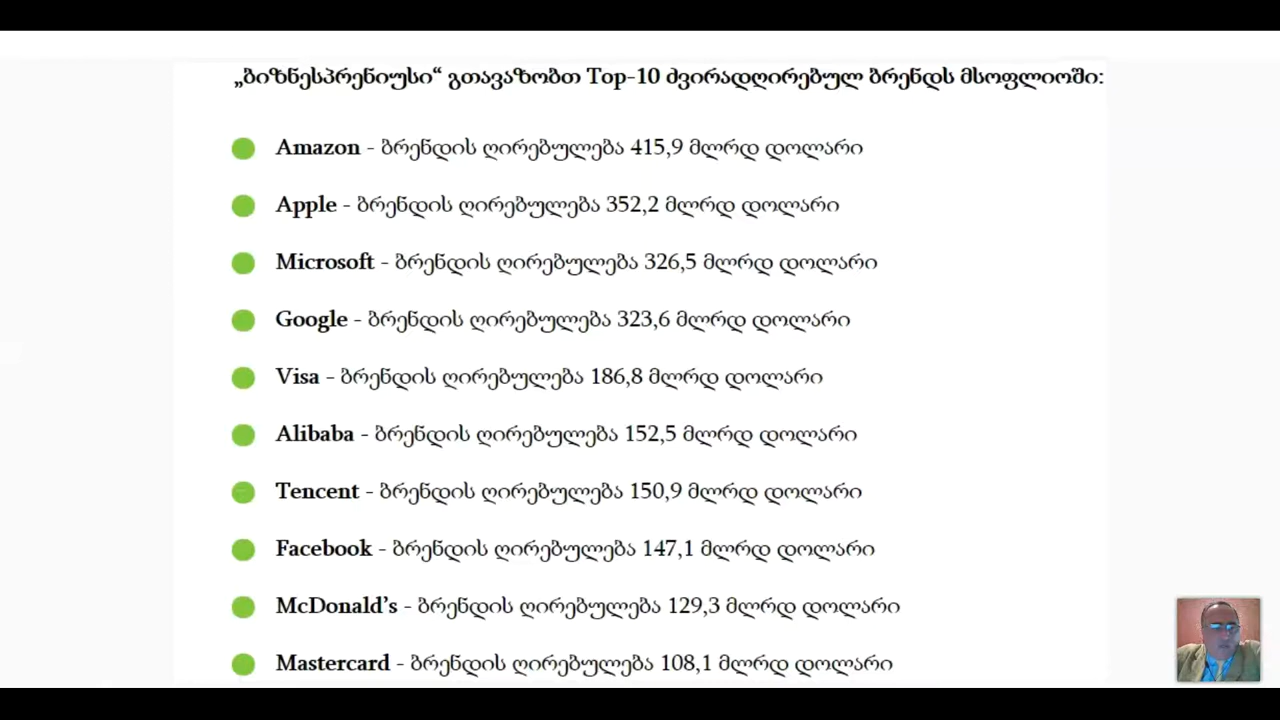 „ბიზნესპრენიუსი“ გთავაზობთ Top-10 ძვირადღირებულ ბრენდს მსოფლიოში:
Amazon - ბრენდის ღირებულება 415,9 მლრდ დოლარი
Apple - ბრენდის ღირებულება 352,2 მლრდ დოლარი
Microsoft - ბრენდის ღირებულება 326,5 მლრდ დოლარი
Google - ბრენდის ღირებულება 323,6 მლრდ დოლარი
Visa - ბრენდის ღირებულება 186,8 მლრდ დოლარი
Alibaba - ბრენდის ღირებულება 152,5 მლრდ დოლარი
Tencent - ბრენდის ღირებულება 150,9 მლრდ დოლარი
Facebook - ბრენდის ღირებულება 147,1 მლრდ დოლარი
McDonald’s - ბრენდის ღირებულება 129,3 მლრდ დოლარი
Mastercard - ბრენდის ღირებულება 108,1 მლრდ დოლარი